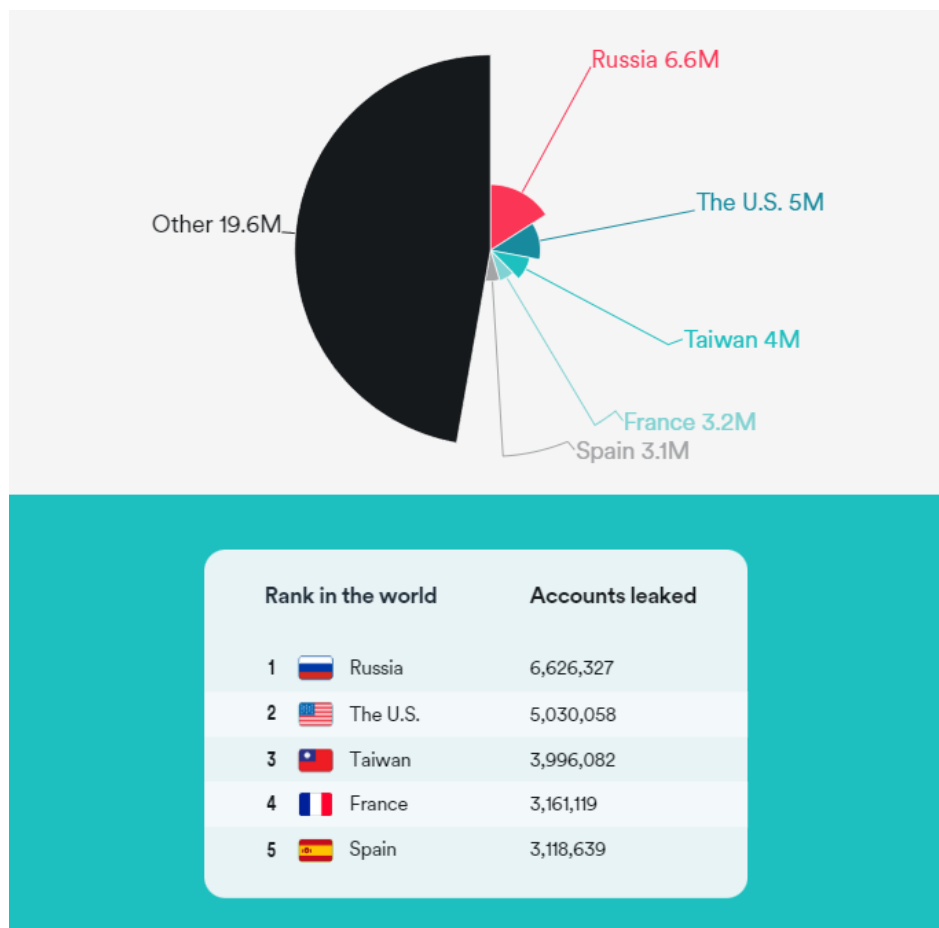 Russia 6.6M
The U.S. 5M
Other 19.6M
Taiwan 4M
France 3.2M
Spain 3.1M
Rank in the world Accounts leaked
1 Russia 6,626,327
2 The U.S. 5,030,058
3 Taiwan 3,996,082
4 France 3,161,119
5 Spain 3,118,639